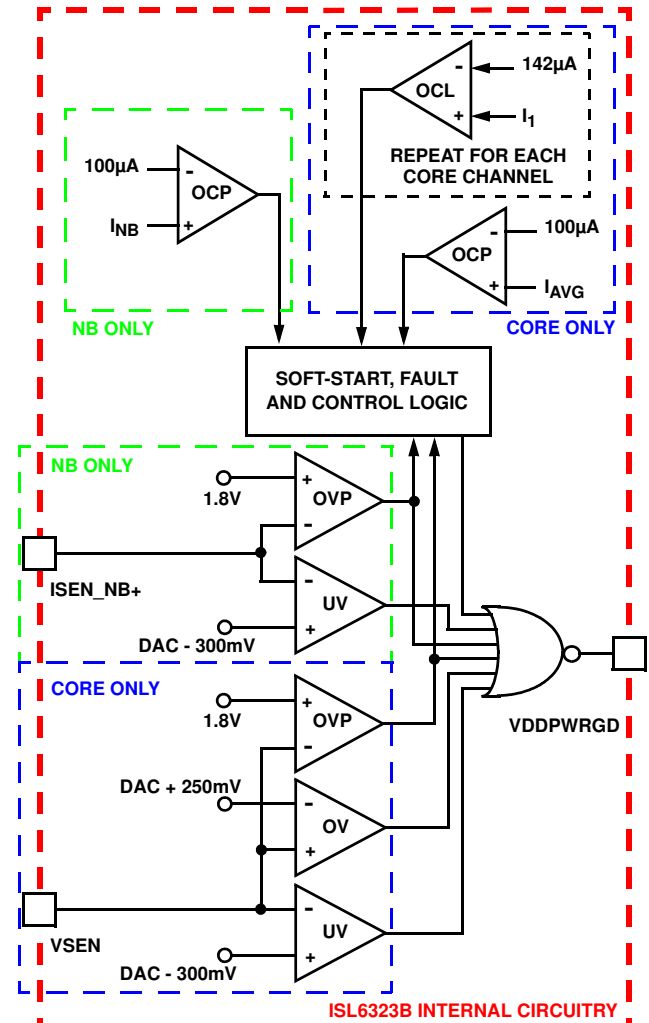 -
142μA
OCL
+
I1
REPEAT FOR EACH
CORE CHANNEL
100μA
-
OCP
INB
+
-
100μA
OCP
+
IAVG
NB ONLY
CORE ONLY
SOFT-START, FAULT
AND CONTROL LOGIC
NB ONLY
+
1.8V
OVP
-
ISEN_NB+
-
UV
+
DAC - 300mV
CORE ONLY
+
1.8V
OVP
-
VDDPWRGD
DAC + 250mV
-
OV
+
-
VSEN
UV
+
DAC - 300mV
ISL6323B INTERNAL CIRCUITRY